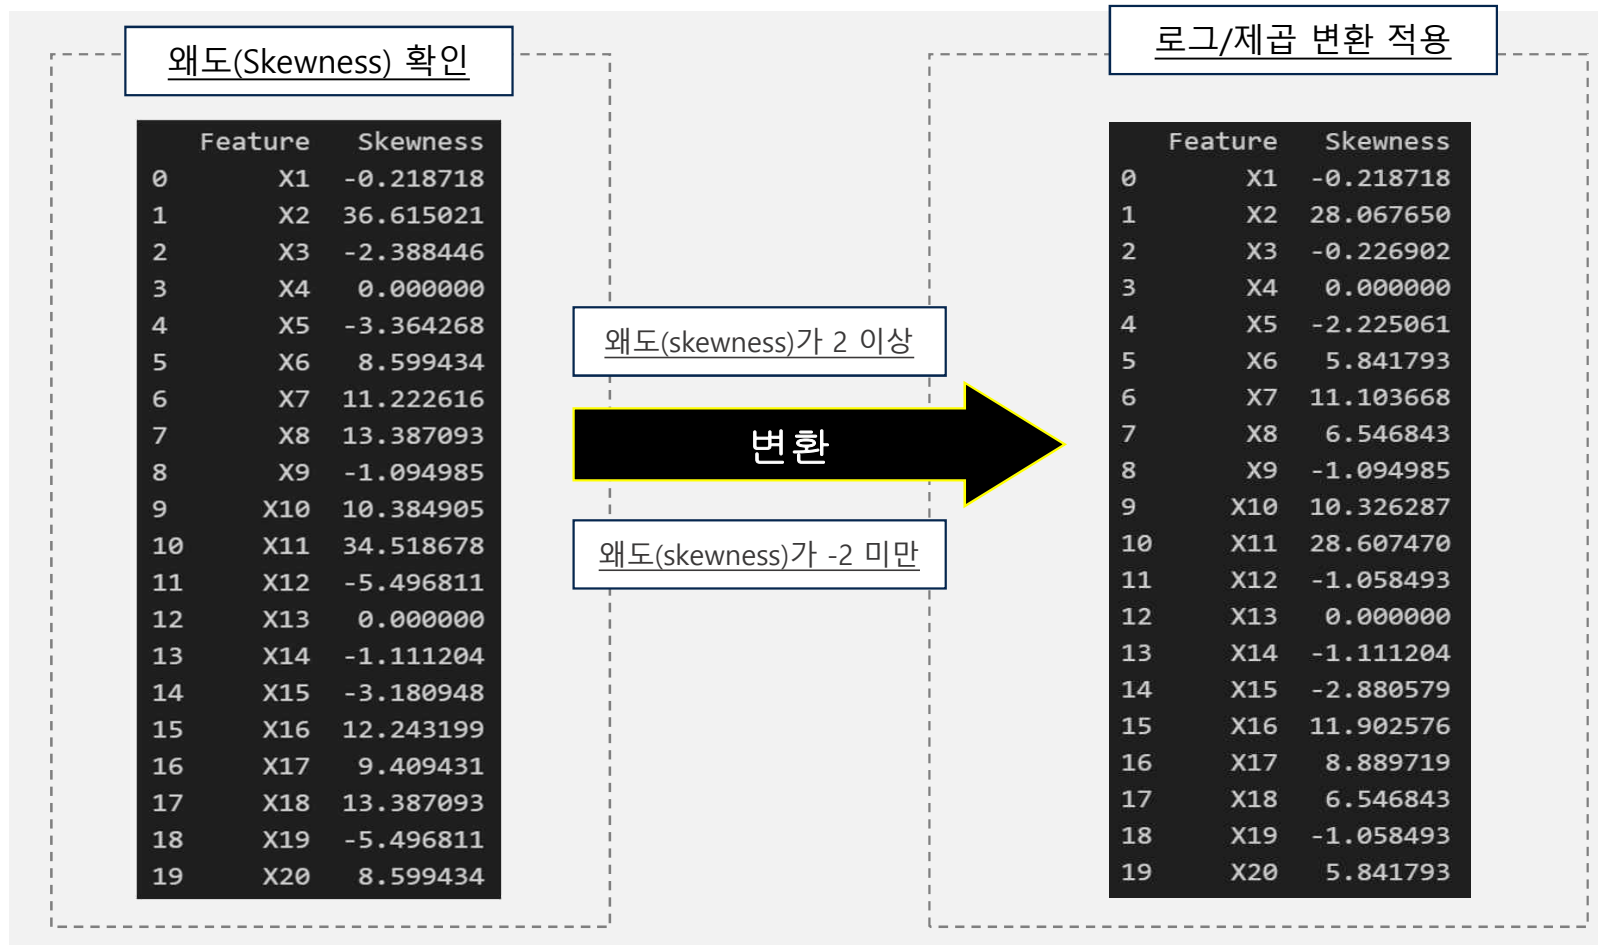 왜도(Skewness) 확인
Feature Skewness
0 X1 -0.218718
1 X2 36.615021
2 X3 -2.388446
3 X4 0.000000
4 X5 -3.364268
5 X6 8.599434
6 X7 11.222616
7 X8 13.387093
8 X9 -1.094985
9 X10 10.384905
10 X11 34.518678
11 X12 -5.496811
12 X13 0.000000
13 X14 -1.111204
14 X15 -3.180948
15 X16 12.243199
16 X17 9.409431
17 X18 13.387093
18 X19 -5.496811
19 X20 8.599434
왜도(skewness)가 2 이상
변환
왜도(skewness)가 -2 미만
로그/제곱 변환 적용
Feature Skewness
0 X1 -0.218718
1 X2 28.067650
2 X3 -0.226902
3 X4 0.000000
4 X5 -2.225061
5 X6 5.841793
6 X7 11.103668
7 X8 6.546843
8 X9 -1.094985
9 X10 10.326287
10 X11 28.607470
11 X12 -1.058493
12 X13 0.000000
13 X14 -1.111204
14 X15 -2.880579
15 X16 11.902576
16 X17 8.889719
17 X18 6.546843
18 X19 -1.058493
19 X20 5.841793